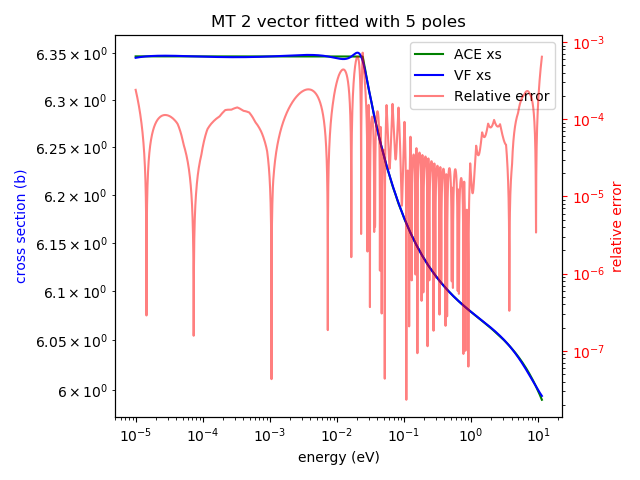 MT 2 vector fitted with 5 poles
ACE xs
VF xs
Relative error
cross section (b)
6.35 × 10⁰
6.3 × 10⁰
6.25 × 10⁰
6.2 × 10⁰
6.15 × 10⁰
6.1 × 10⁰
6.05 × 10⁰
6 × 10⁰
10⁻³
10⁻⁴
10⁻⁵
10⁻⁶
10⁻⁷
relative error
10⁻⁵ 10⁻⁴ 10⁻³ 10⁻² 10⁻¹ 10⁰ 10¹
energy (eV)